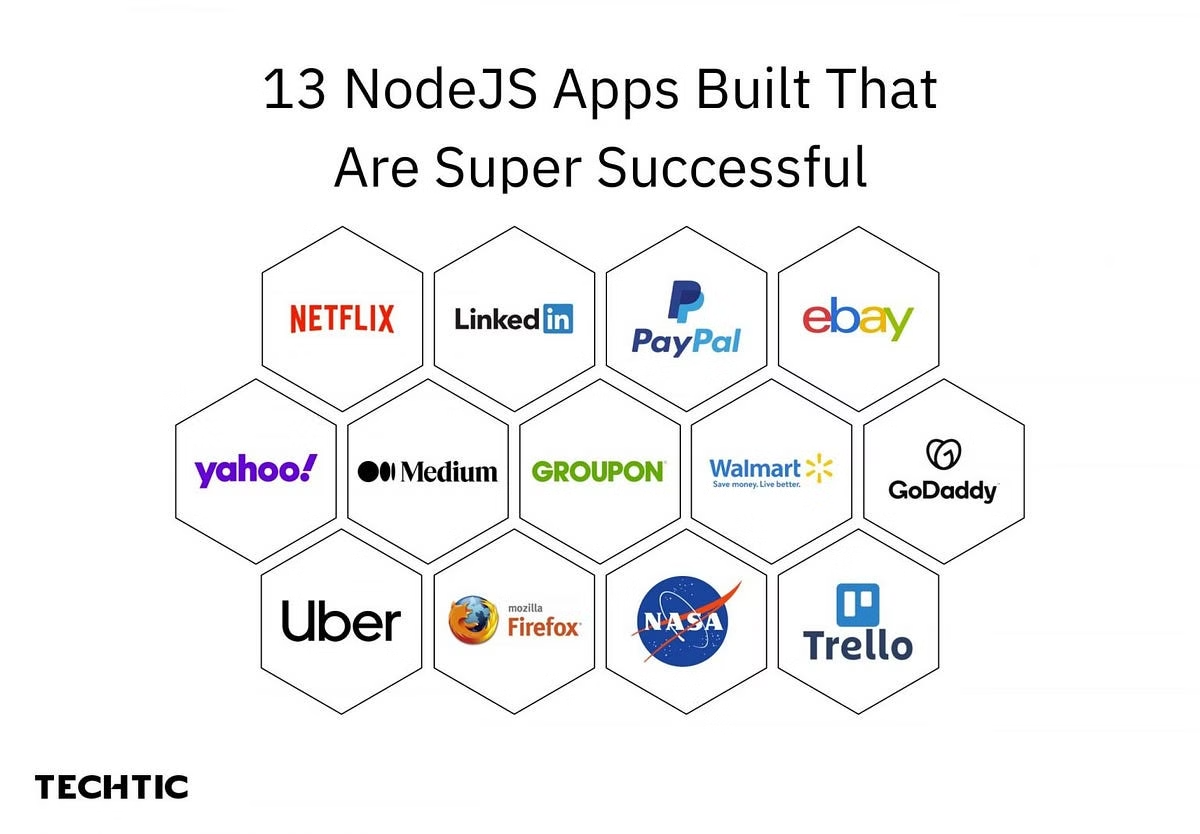 13 NodeJS Apps Built That
Are Super Successful
NETFLIX
Linked in
PayPal
ebay
yahoo!
Medium
GROUPON
Walmart
Save money. Live better.
GoDaddy
Uber
mozilla
Firefox
NASA
Trello
TECHTIC